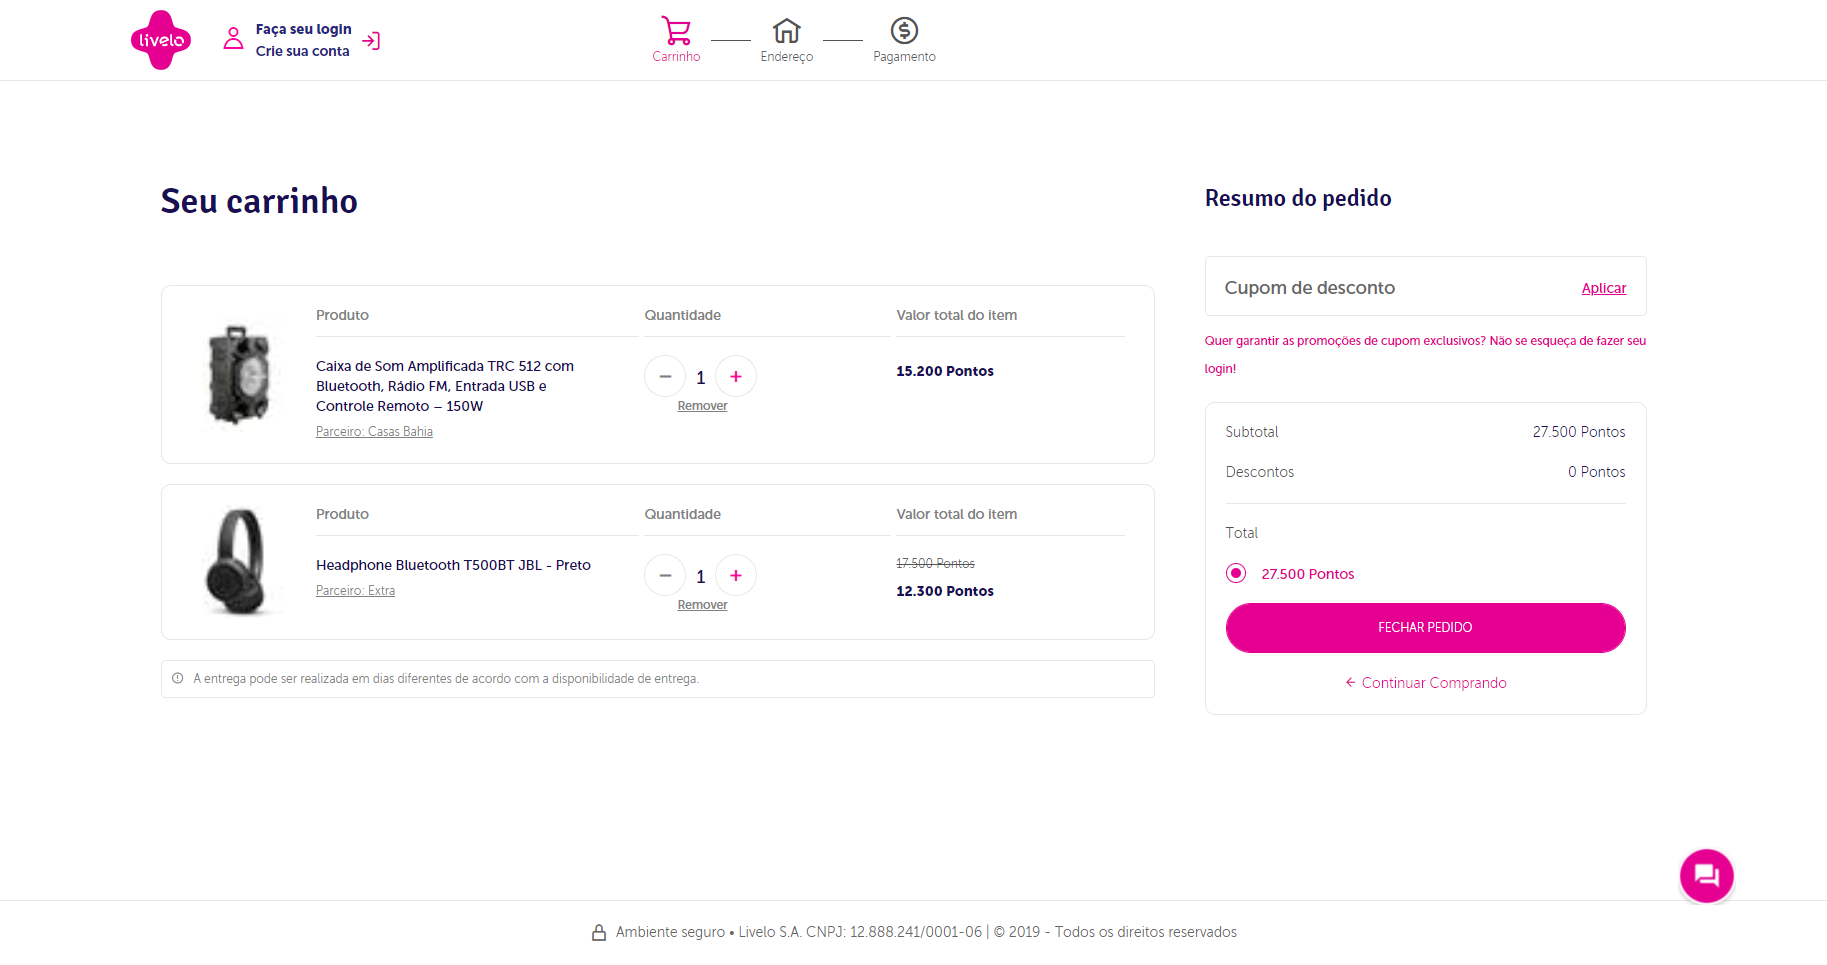 livelo
Faça seu login
Crie sua conta
Carrinho
Endereço
Pagamento
Seu carrinho
Produto
Quantidade
Valor total do item
Caixa de Som Amplificada TRC 512 com
Bluetooth, Rádio FM, Entrada USB e
Controle Remoto – 150W
Parceiro: Casas Bahia
1
Remover
15.200 Pontos
Produto
Quantidade
Valor total do item
Headphone Bluetooth T500BT JBL - Preto
Parceiro: Extra
1
Remover
17.500 Pontos
12.300 Pontos
A entrega pode ser realizada em dias diferentes de acordo com a disponibilidade de entrega.
Resumo do pedido
Cupom de desconto
Aplicar
Quer garantir as promoções de cupom exclusivos? Não se esqueça de fazer seu
login!
Subtotal 27.500 Pontos
Descontos 0 Pontos
Total
27.500 Pontos
FECHAR PEDIDO
Continuar Comprando
Ambiente seguro • Livelo S.A. CNPJ: 12.888.241/0001-06 | © 2019 - Todos os direitos reservados